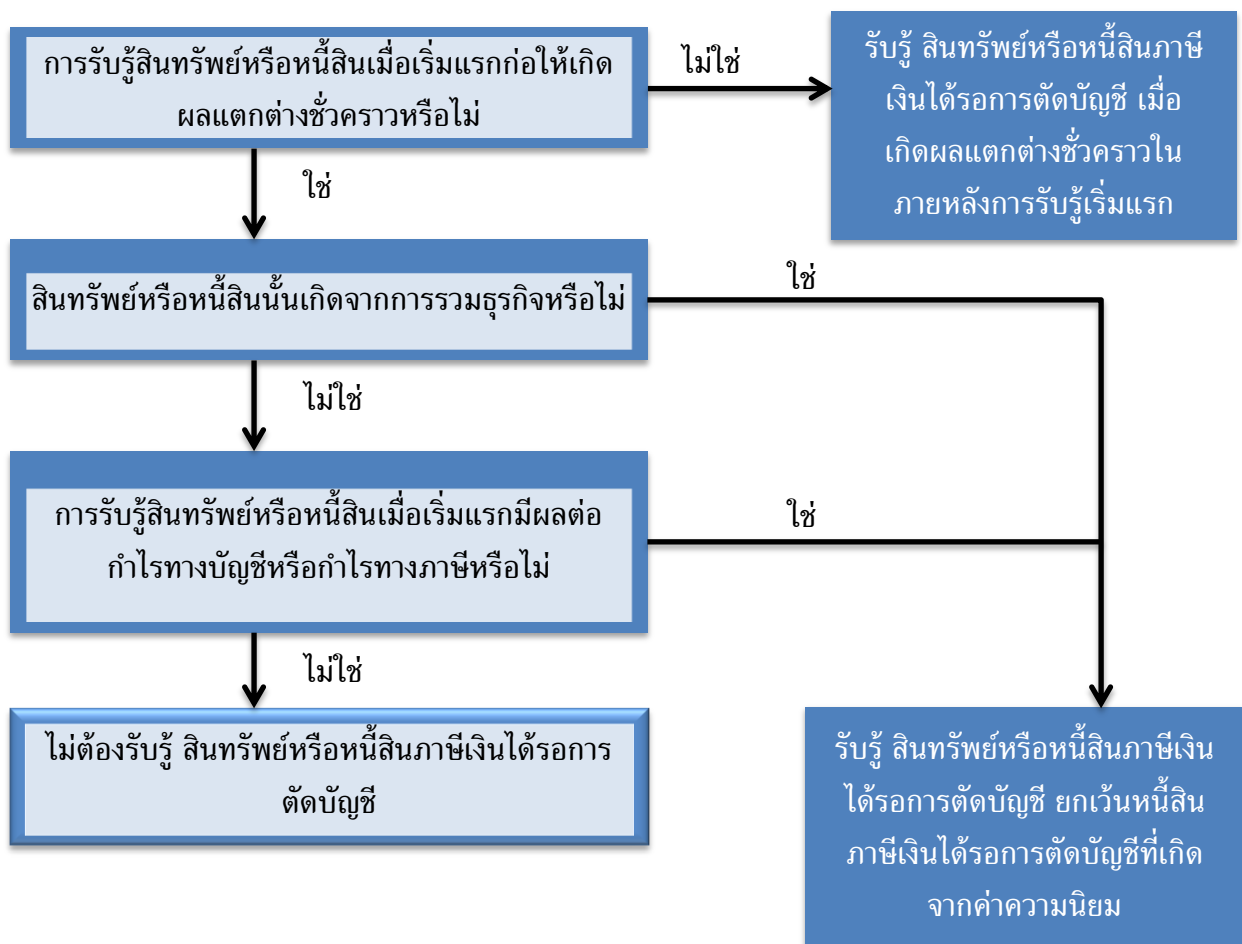 การรับรู้สินทรัพย์หรือหนี้สินเมื่อเริ่มแรกก่อให้เกิด
ผลแตกต่างชั่วคราวหรือไม่
ไม่ใช่
รับรู้ สินทรัพย์หรือหนี้สินภาษี
เงินได้รอการตัดบัญชี เมื่อ
เกิดผลแตกต่างชั่วคราวใน
ภายหลังการรับรู้เริ่มแรก
ใช่
สินทรัพย์หรือหนี้สินนั้นเกิดจากการรวมธุรกิจหรือไม่
ใช่
ไม่ใช่
การรับรู้สินทรัพย์หรือหนี้สินเมื่อเริ่มแรกมีผลต่อ
กำไรทางบัญชีหรือกำไรทางภาษีหรือไม่
ใช่
ไม่ใช่
ไม่ต้องรับรู้ สินทรัพย์หรือหนี้สินภาษีเงินได้รอการ
ตัดบัญชี
รับรู้ สินทรัพย์หรือหนี้สินภาษีเงิน
ได้รอการตัดบัญชี ยกเว้นหนี้สิน
ภาษีเงินได้รอการตัดบัญชีที่เกิด
จากค่าความนิยม